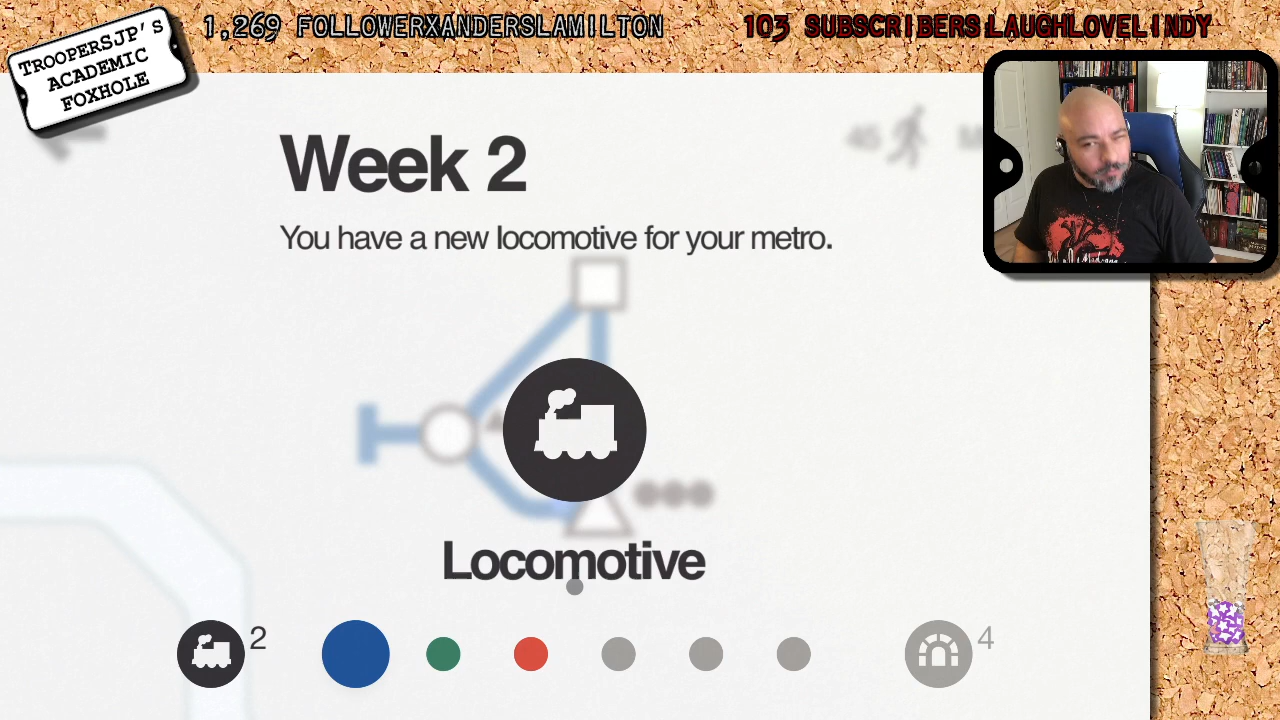 TROOPERSJP'S
ACADEMIC
FOXHOLE
1,269 FOLLOWERXANDERSLAMILTON
103 SUBSCRIBERS LAUGHLOVELINDY
46
Week 2
You have a new locomotive for your metro.
Locomotive
2
4